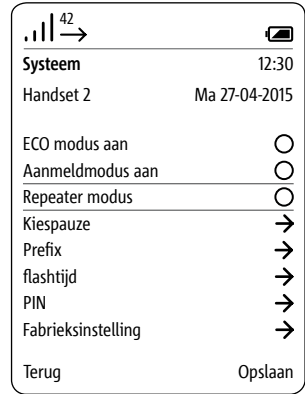 42
Systeem 12:30
Handset 2 Ma 27-04-2015
ECO modus aan
Aanmeldmodus aan
Repeater modus
Kiespauze
Prefix
flashtijd
PIN
Fabrieksinstelling
Terug Opslaan